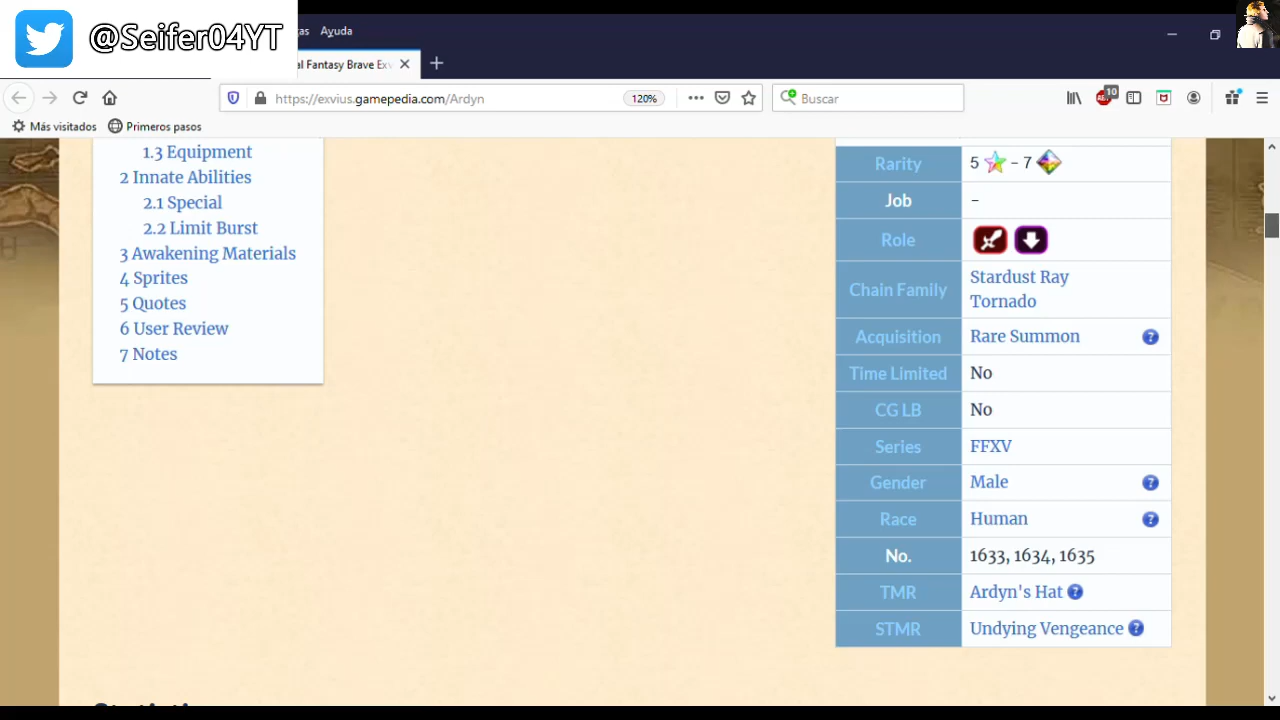 @Seifer04YT
as Ayuda
al Fantasy Brave Ex
https://exvius.gamepedia.com/Ardyn
120%
Buscar
10
Más visitados
Primeros pasos
1.3 Equipment
2 Innate Abilities
2.1 Special
2.2 Limit Burst
3 Awakening Materials
4 Sprites
5 Quotes
6 User Review
7 Notes
Rarity 5 - 7
Job -
Role
Chain Family Stardust Ray
Tornado
Acquisition Rare Summon ?
Time Limited No
CG LB No
Series FFXV
Gender Male ?
Race Human ?
No. 1633, 1634, 1635
TMR Ardyn's Hat ?
STMR Undying Vengeance ?